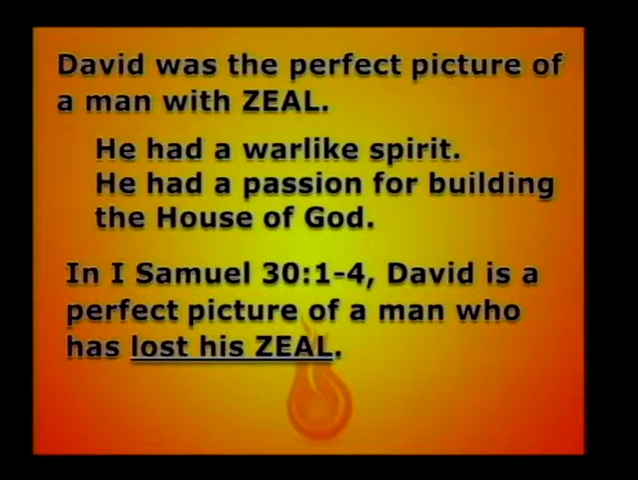 David was the perfect picture of
a man with ZEAL.
He had a warlike spirit.
He had a passion for building
the House of God.
In I Samuel 30:1-4, David is a
perfect picture of a man who
has lost his ZEAL.